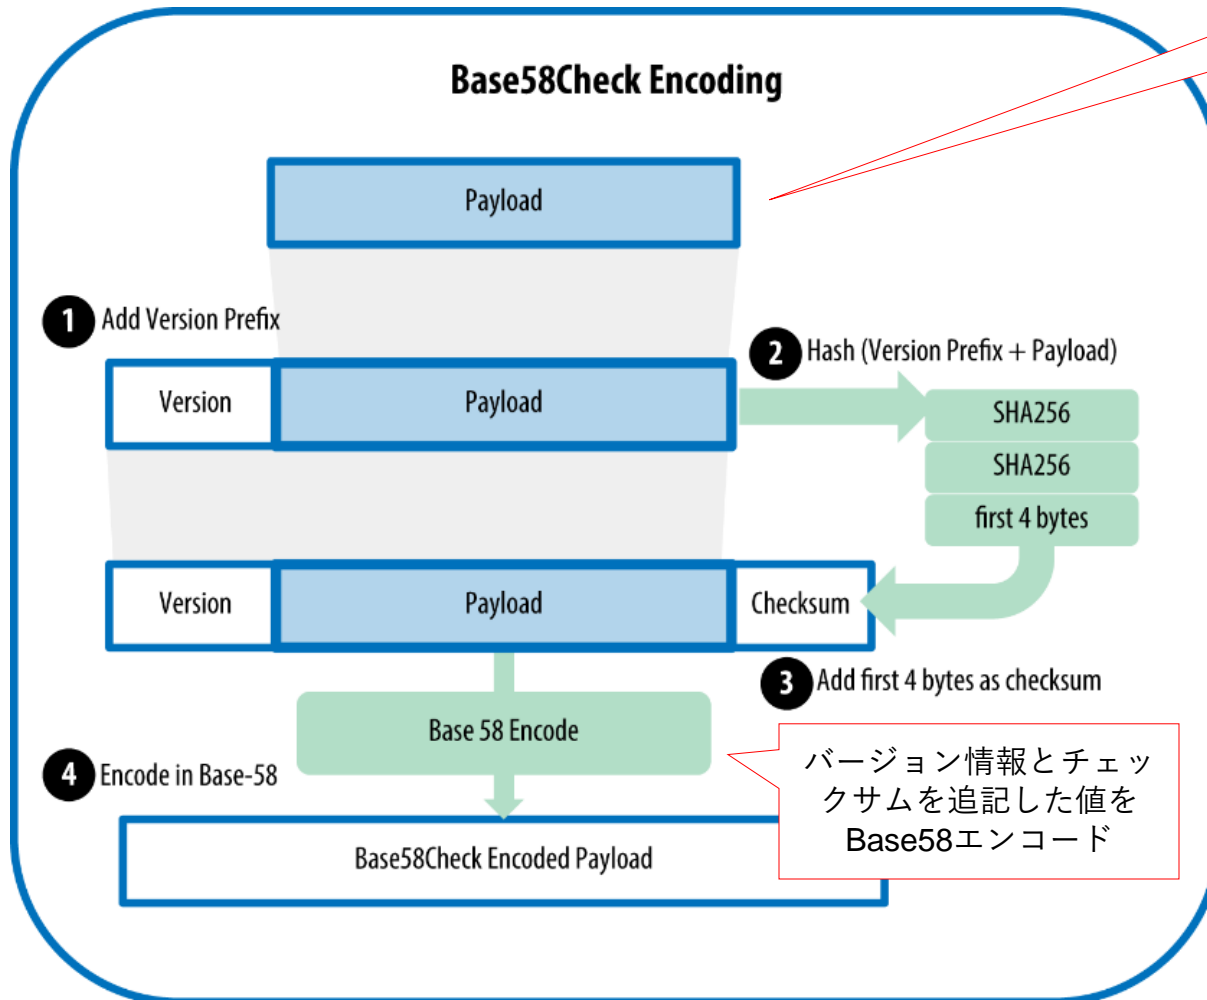 Base58Check Encoding
Payload
1 Add Version Prefix
2 Hash (Version Prefix + Payload)
Version Payload
SHA256
SHA256
first 4 bytes
Version Payload Checksum
3 Add first 4 bytes as checksum
Base 58 Encode
4 Encode in Base-58
バージョン情報とチェッ
クサムを追記した値を
Base58エンコード
Base58Check Encoded Payload